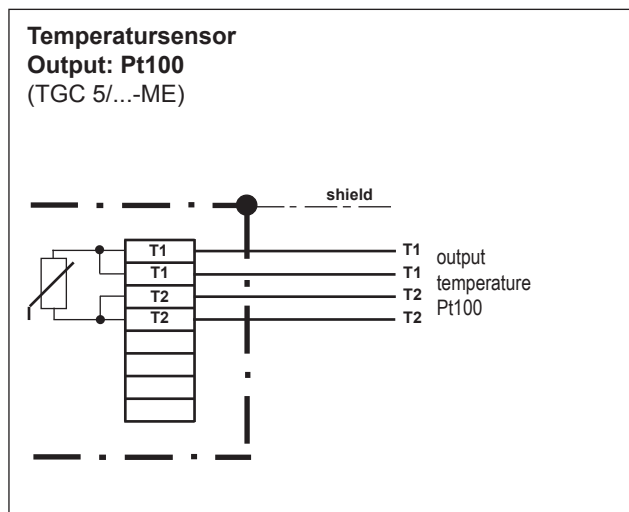 Temperatursensor
Output: Pt100
(TGC 5/...-ME)
shield
T1 T1
T1 T1
T2 T2
T2 T2
output
temperature
Pt100